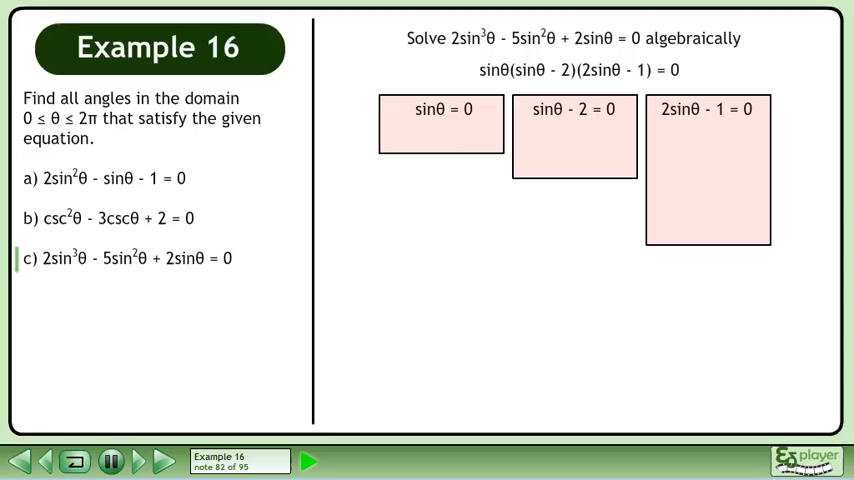 Example 16
Find all angles in the domain
0 ≤ θ ≤ 2π that satisfy the given
equation.
a) 2sin²θ - sinθ - 1 = 0
b) csc²θ - 3cscθ + 2 = 0
c) 2sin³θ - 5sin²θ + 2sinθ = 0
Solve 2sin³θ - 5sin²θ + 2sinθ = 0 algebraically
sinθ(sinθ - 2)(2sinθ - 1) = 0
sinθ = 0
sinθ - 2 = 0
2sinθ - 1 = 0
Example 16
note 82 of 95
player